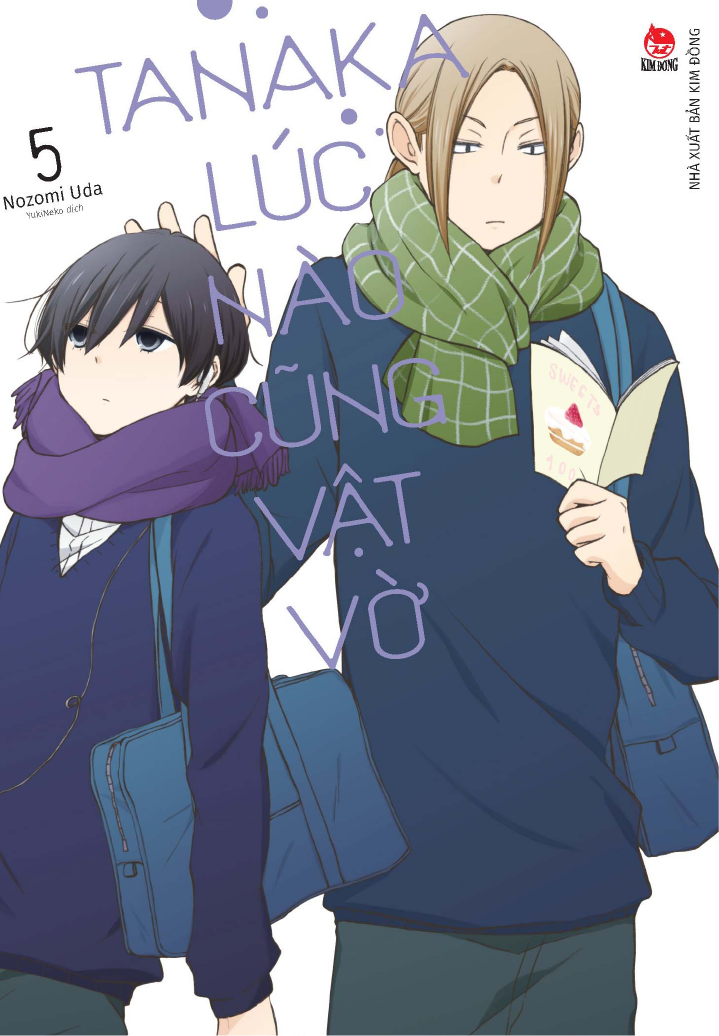 TANAKA
LÚC
NÀO
CŨNG
VẬT
VỜ
5
Nozomi Uda
YukiNeko dịch
KIM ĐỒNG
NHÀ XUẤT BẢN KIM ĐỒNG
SWEETS
100